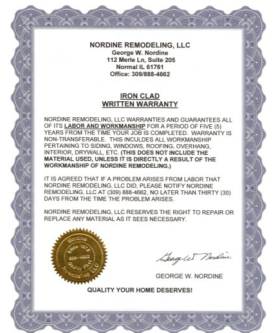 NORDINE REMODELING, LLC
George W. Nordine
112 Merle Ln, Suite 205
Normal IL 61761
Office: 309/888-4662
IRON CLAD
WRITTEN WARRANTY
NORDINE REMODELING, LLC WARRANTIES AND GUARANTEES ALL
OF ITS LABOR AND WORKMANSHIP FOR A PERIOD OF FIVE (5)
YEARS FROM THE TIME YOUR JOB IS COMPLETED. WARRANTY IS
NON-TRANSFERABLE. THIS INCULDES ALL WORKMANSHIP
PERTAINING TO SIDING, WINDOWS, ROOFING, OVERHANG,
INTERIOR, DRYWALL, ETC. (THIS DOES NOT INCLUDE THE
MATERIAL USED, UNLESS IT IS DIRECTLY A RESULT OF THE
WORKMANSHIP OF NORDINE REMODELING.)
IT IS AGREED THAT IF A PROBLEM ARISES FROM LABOR THAT
NORDINE REMODELING, LLC DID, PLEASE NOTIFY NORDINE
REMODELING, LLC AT (309) 888-4662, NO LATER THAN THIRTY (30)
DAYS FROM THE TIME THE PROBLEM ARISES.
NORDINE REMODELING, LLC RESERVES THE RIGHT TO REPAIR OR
REPLACE ANY MATERIAL AS IT SEES NECESSARY.
George W Nordine
GEORGE W. NORDINE
QUALITY YOUR HOME DESERVES!